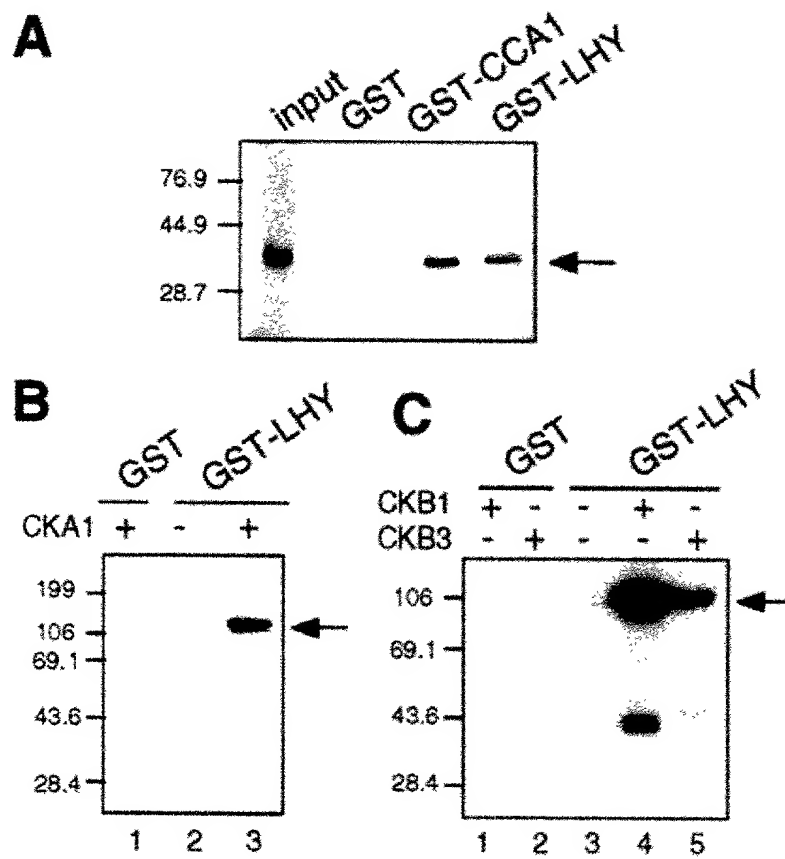 A
input GST GST-CCA1 GST-LHY
76.9
44.9
28.7
B
GST GST-LHY
CKA1 + - +
199
106
69.1
43.6
28.4
1 2 3
C
GST GST-LHY
CKB1 + - - + -
CKB3 - + - - +
106
69.1
43.6
28.4
1 2 3 4 5